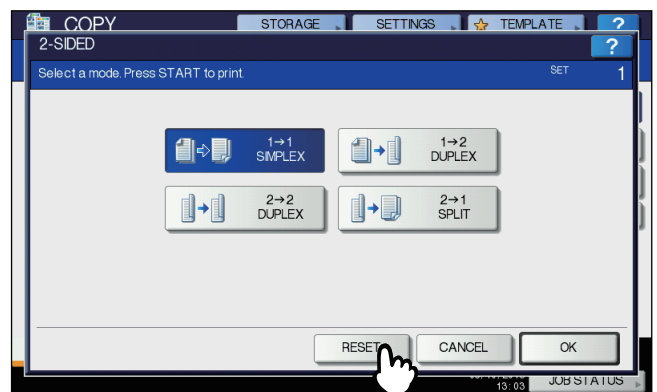 COPY STORAGE SETTINGS TEMPLATE ?
2-SIDED ?
Select a mode. Press START to print. SET 1
1→1
SIMPLEX
1→2
DUPLEX
2→2
DUPLEX
2→1
SPLIT
RESET CANCEL OK
13:03 JOB STATUS